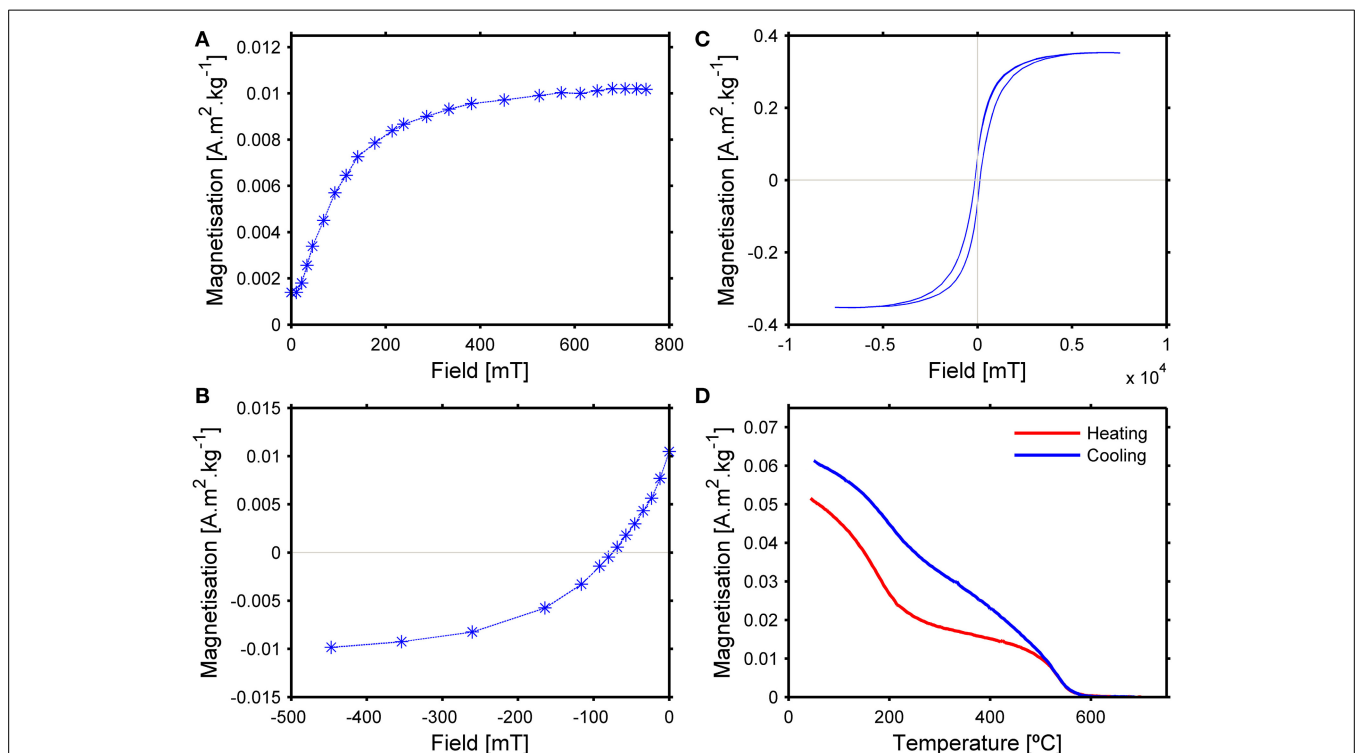 A
0.012
0.01
0.008
0.006
0.004
0.002
0
Magnetisation [A.m².kg⁻¹]
0 200 400 600 800
Field [mT]
C
0.4
0.2
0
-0.2
-0.4
Magnetisation [A.m².kg⁻¹]
-1 -0.5 0 0.5 1
Field [mT]
x 10⁴
B
0.015
0.01
0.005
0
-0.005
-0.01
-0.015
Magnetisation [A.m².kg⁻¹]
-500 -400 -300 -200 -100 0
Field [mT]
D
0.07
0.06
0.05
0.04
0.03
0.02
0.01
0
Magnetisation [A.m².kg⁻¹]
Heating
Cooling
0 200 400 600
Temperature [ºC]